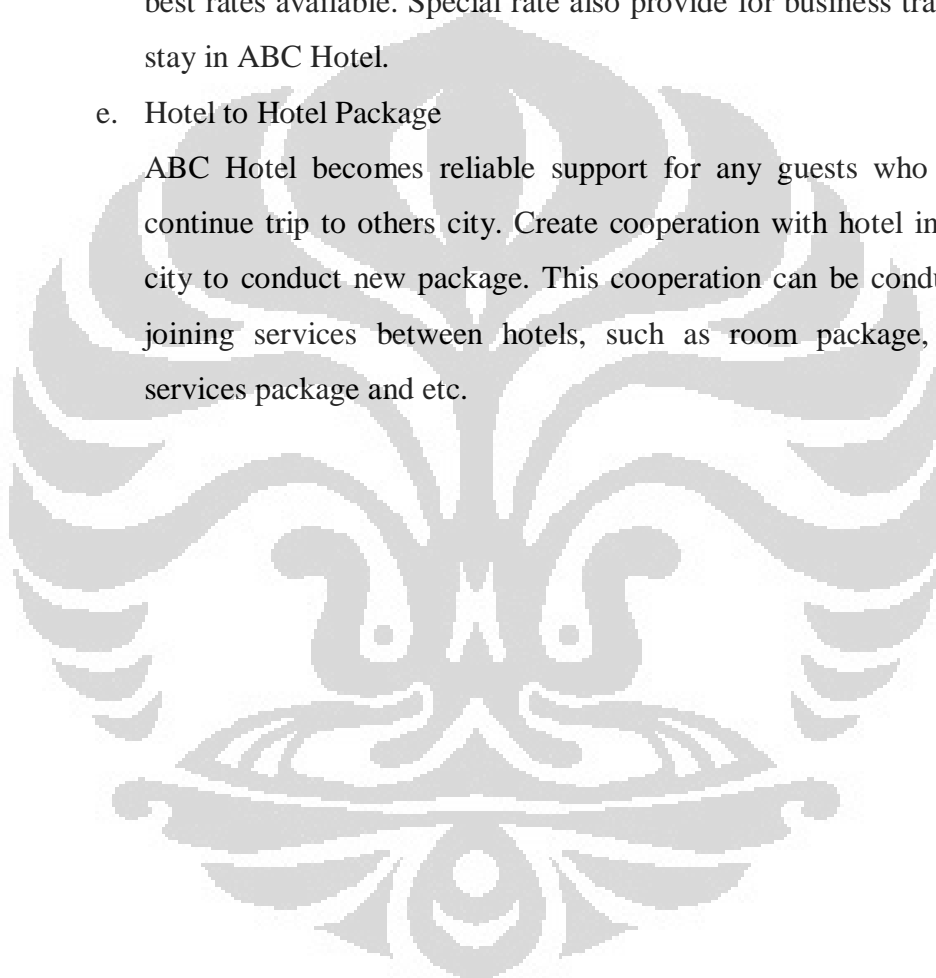 best rates available. Special rate also provide for business tra
stay in ABC Hotel.
e. Hotel to Hotel Package
ABC Hotel becomes reliable support for any guests who
continue trip to others city. Create cooperation with hotel in
city to conduct new package. This cooperation can be condu
joining services between hotels, such as room package,
services package and etc.